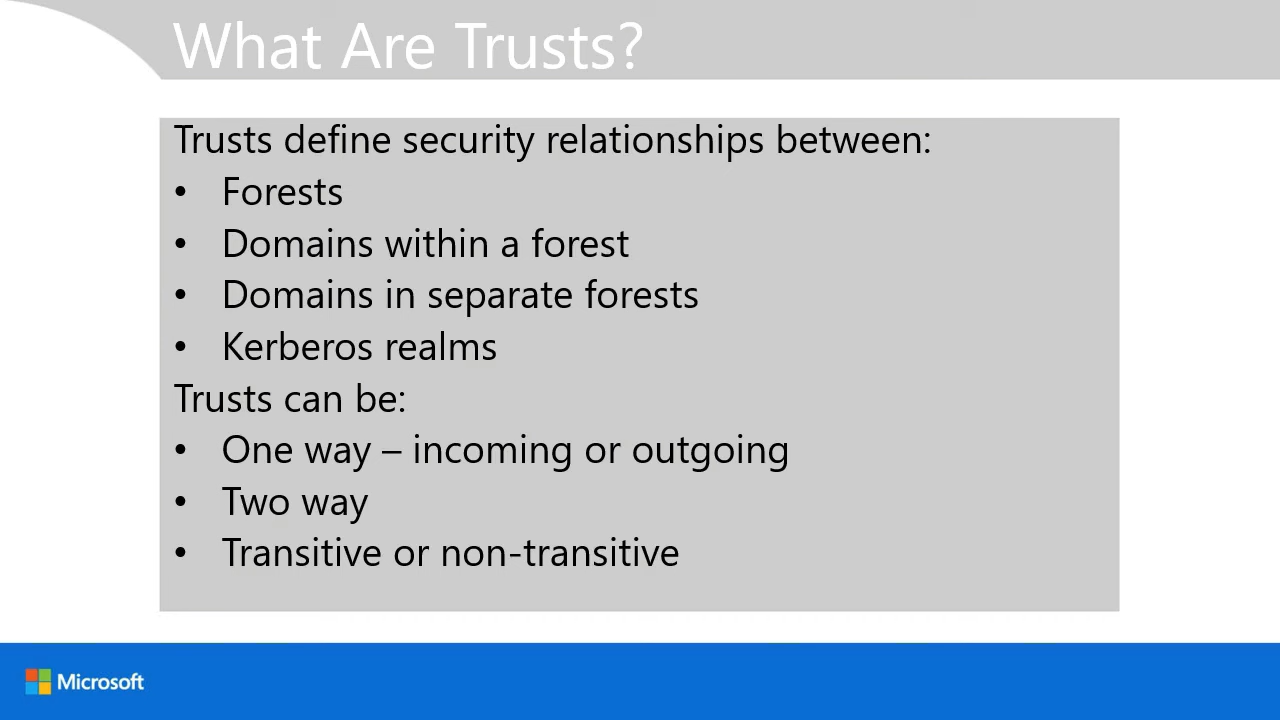 What Are Trusts?
Trusts define security relationships between:
• Forests
• Domains within a forest
• Domains in separate forests
• Kerberos realms
Trusts can be:
• One way – incoming or outgoing
• Two way
• Transitive or non-transitive
Microsoft